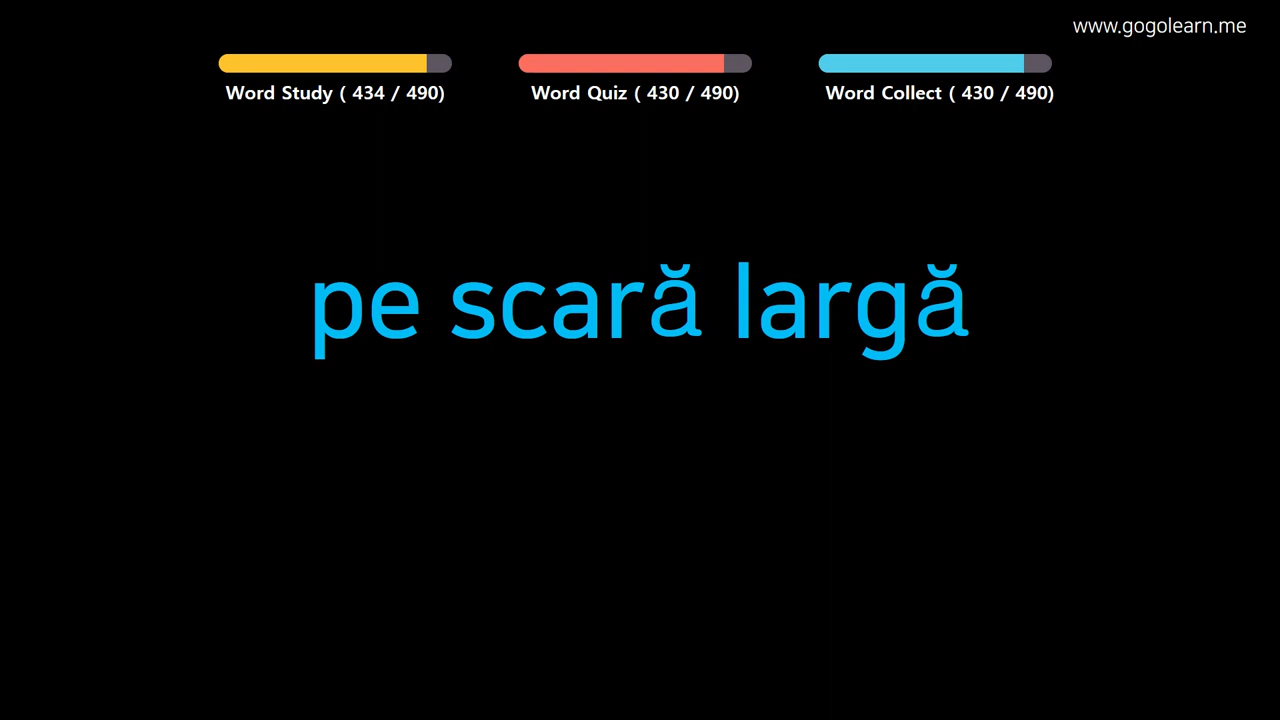 www.gogolearn.me
Word Study ( 434 / 490)
Word Quiz ( 430 / 490)
Word Collect ( 430 / 490)
pe scară largă